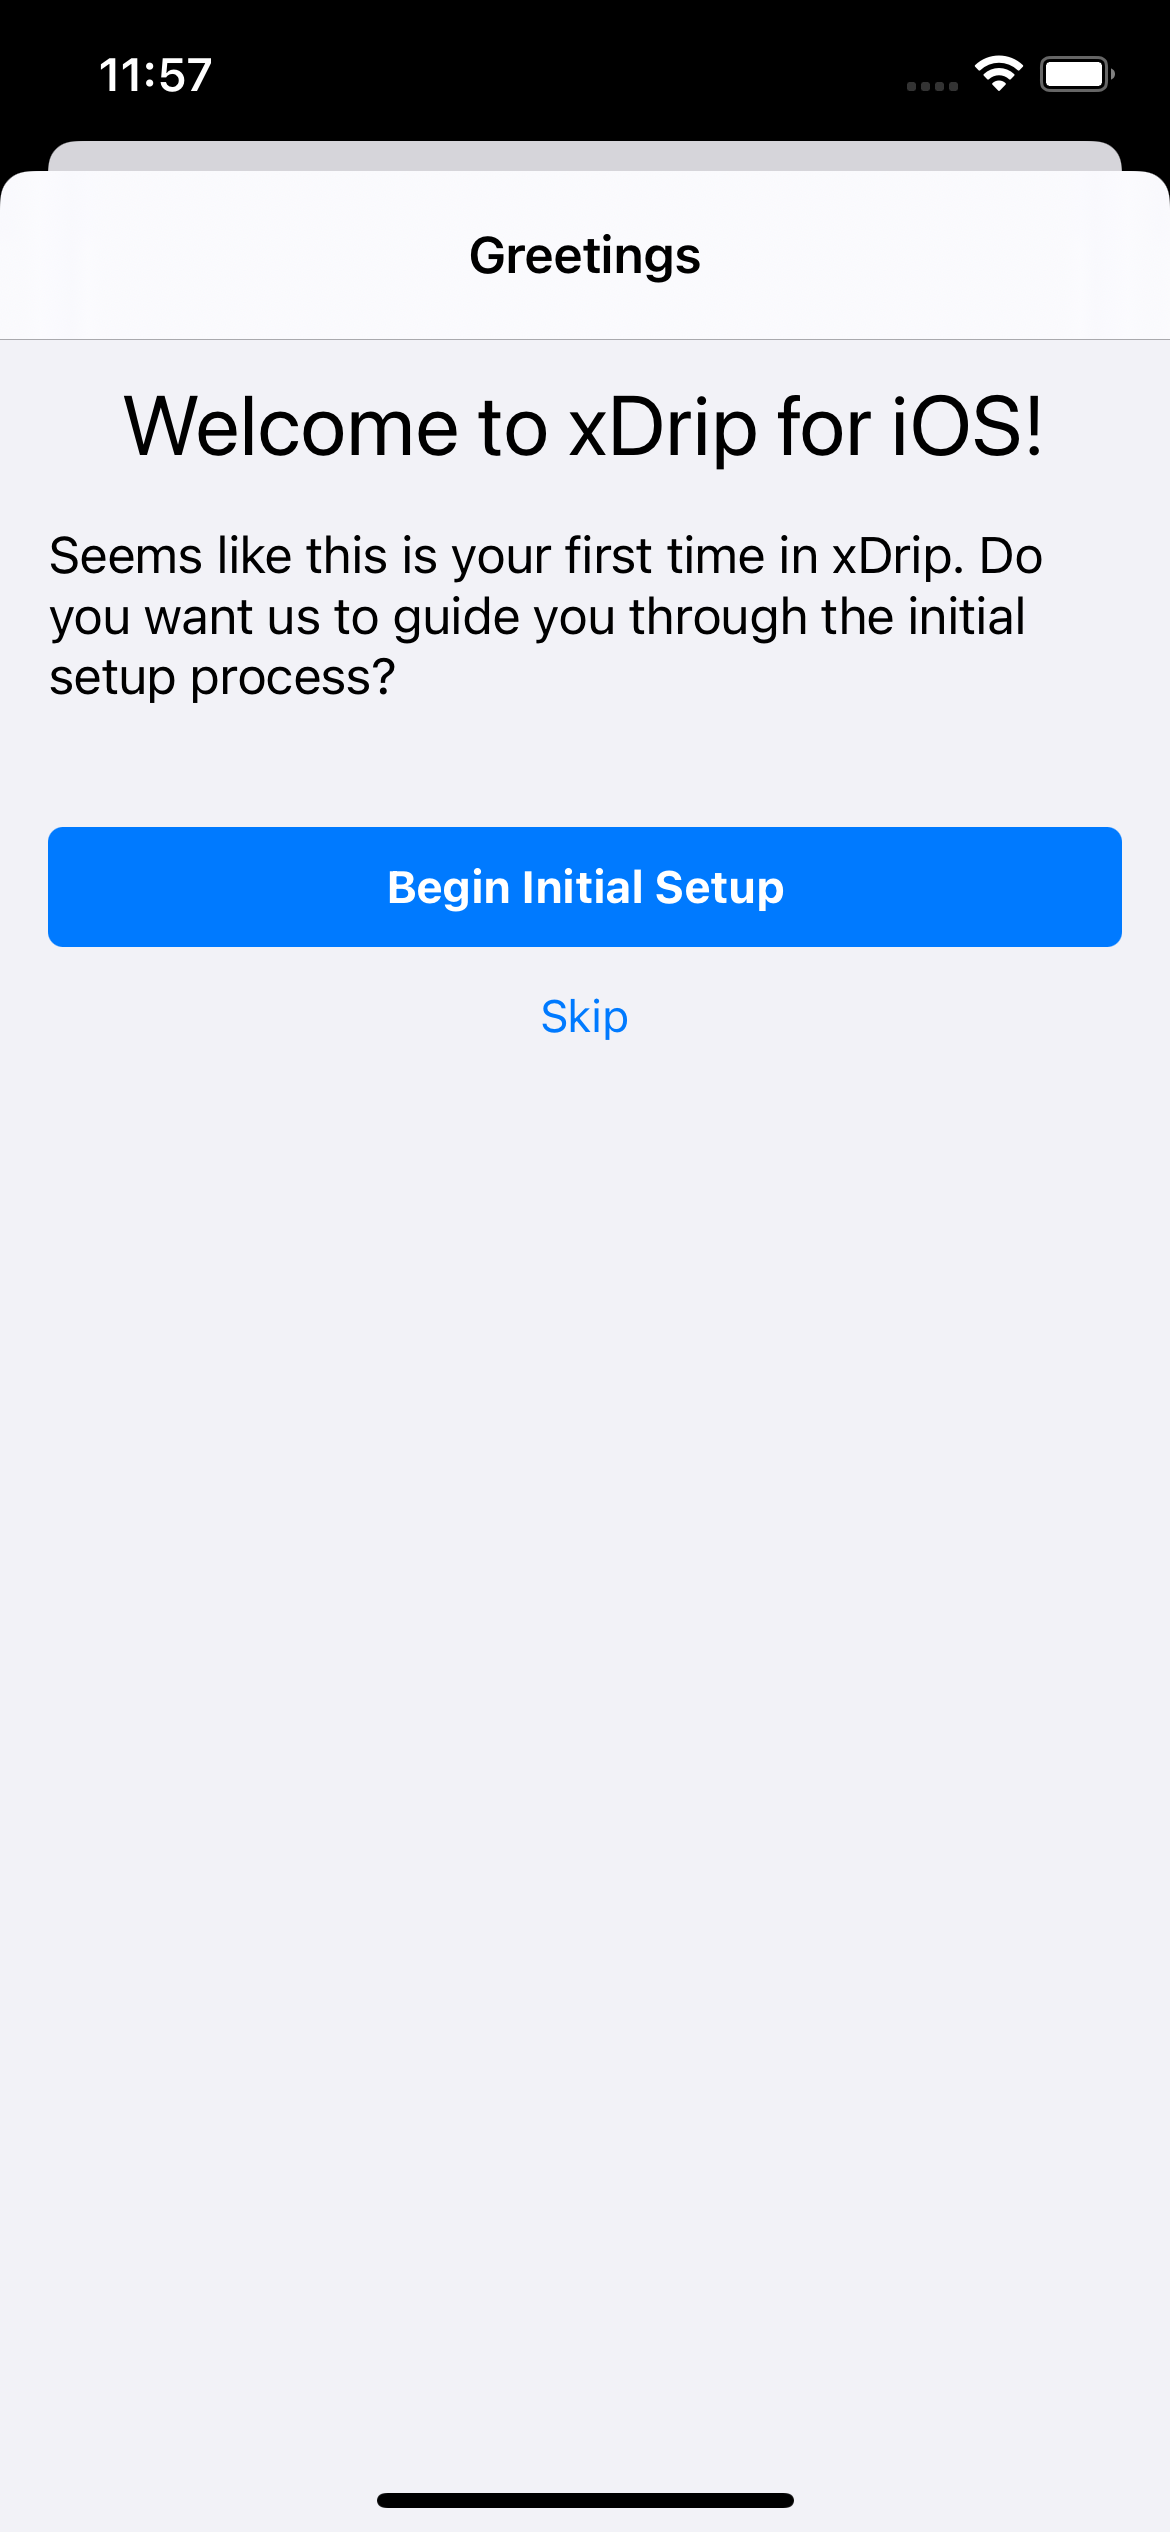 11:57
Greetings
Welcome to xDrip for iOS!
Seems like this is your first time in xDrip. Do
you want us to guide you through the initial
setup process?
Begin Initial Setup
Skip